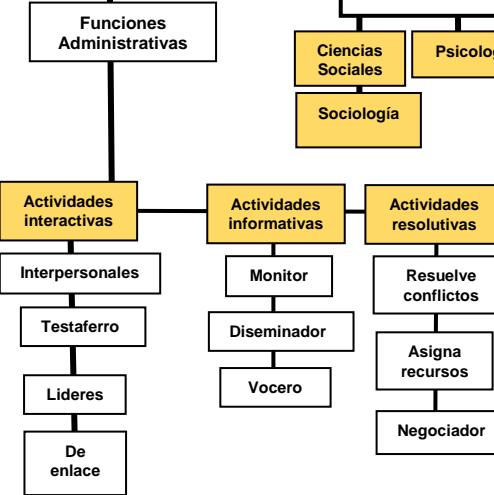 Funciones
Administrativas
Ciencias
Sociales
Sociología
Actividades
interactivas
Actividades
informativas
Actividades
resolutivas
Interpersonales
Testaferro
Lideres
De
enlace
Monitor
Diseminador
Vocero
Resuelve
conflictos
Asigna
recursos
Negociador